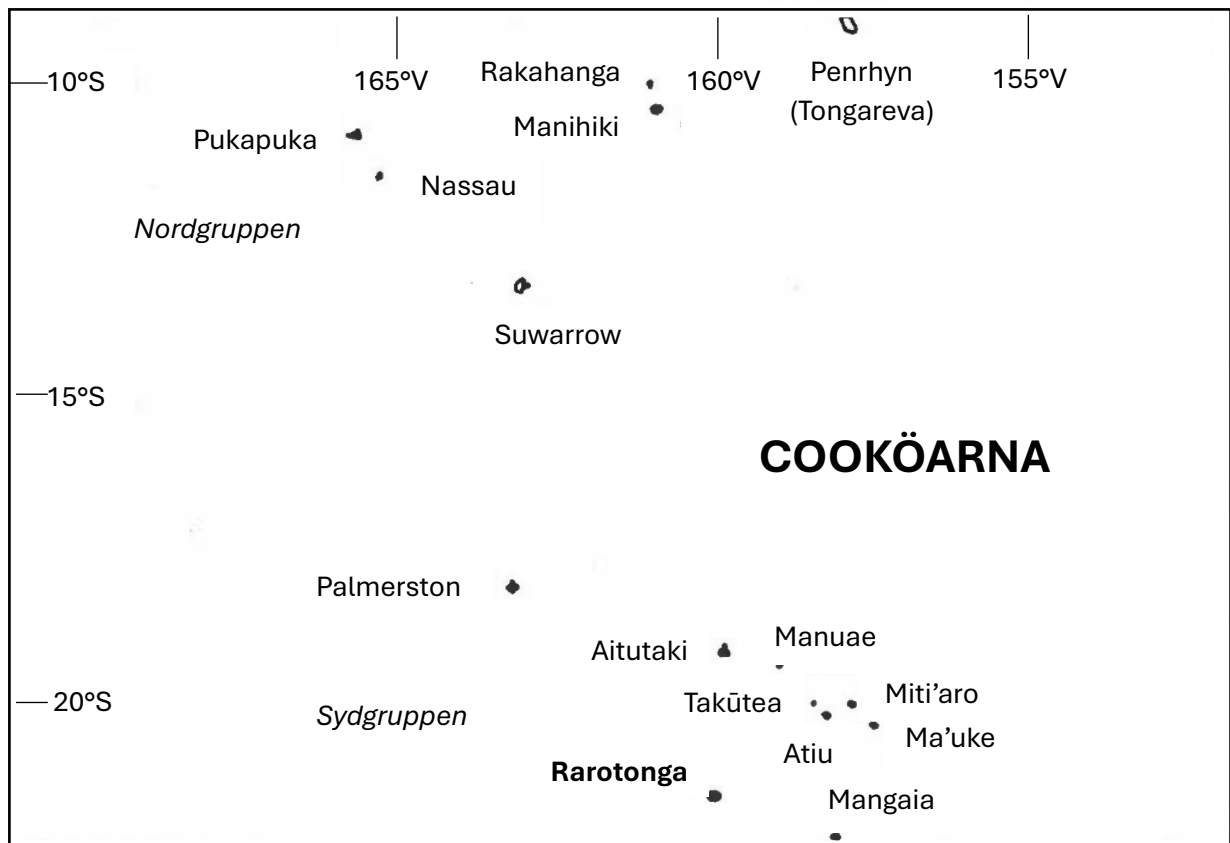 165°V
160°V
155°V
10°S
Rakahanga
Penrhyn
(Tongareva)
Manihiki
Pukapuka
Nassau
Nordgruppen
Suwarrow
15°S
COOKÖARNA
Palmerston
Aitutaki
Manuae
20°S
Sydgruppen
Takūtea
Miti’aro
Atiu
Ma’uke
Rarotonga
Mangaia